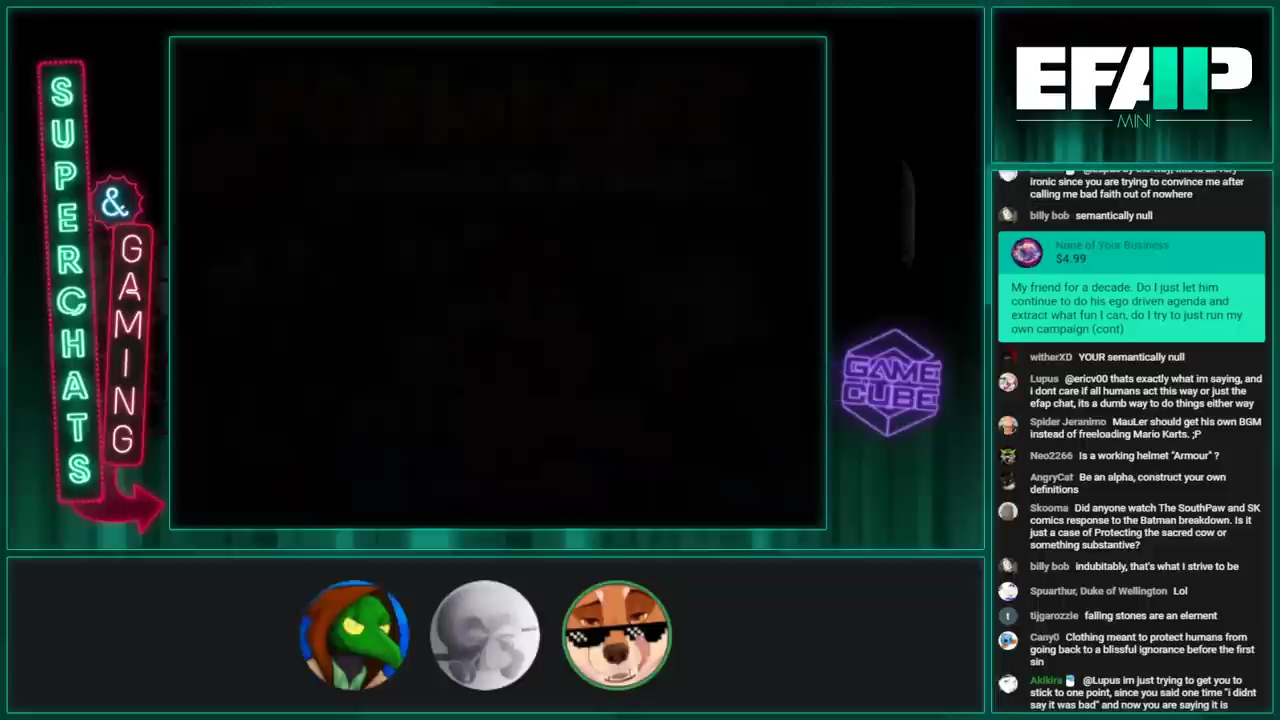 SUPERCHATS
&
GAMING
GAME
CUBE
EFAP
MINI
ironic since you are trying to convince me after
calling me bad faith out of nowhere
billy bob semantically null
None of Your Business
$4.99
My friend for a decade. Do I just let him
continue to do his ego driven agenda and
extract what fun I can, do I try to just run my
own campaign (cont)
witherXD YOUR semantically null
Lupus @ericv00 thats exactly what im saying, and
i dont care if all humans act this way or just the
efap chat, its a dumb way to do things either way
Spider Jeranimo MauLer should get his own BGM
instead of freeloading Mario Karts. ;P
Neo2266 Is a working helmet "Armour" ?
AngryCat Be an alpha, construct your own
definitions
Skooma Did anyone watch The SouthPaw and SK
comics response to the Batman breakdown. Is it
just a case of Protecting the sacred cow or
something substantive?
billy bob indubitably, that's what I strive to be
Spuarthur, Duke of Wellington Lol
tijgarozzle falling stones are an element
Cany0 Clothing meant to protect humans from
going back to a blissful ignorance before the first
sin
Akikira @Lupus im just trying to get you to
stick to one point, since you said one time "i didnt
say it was bad" and now you are saying it is